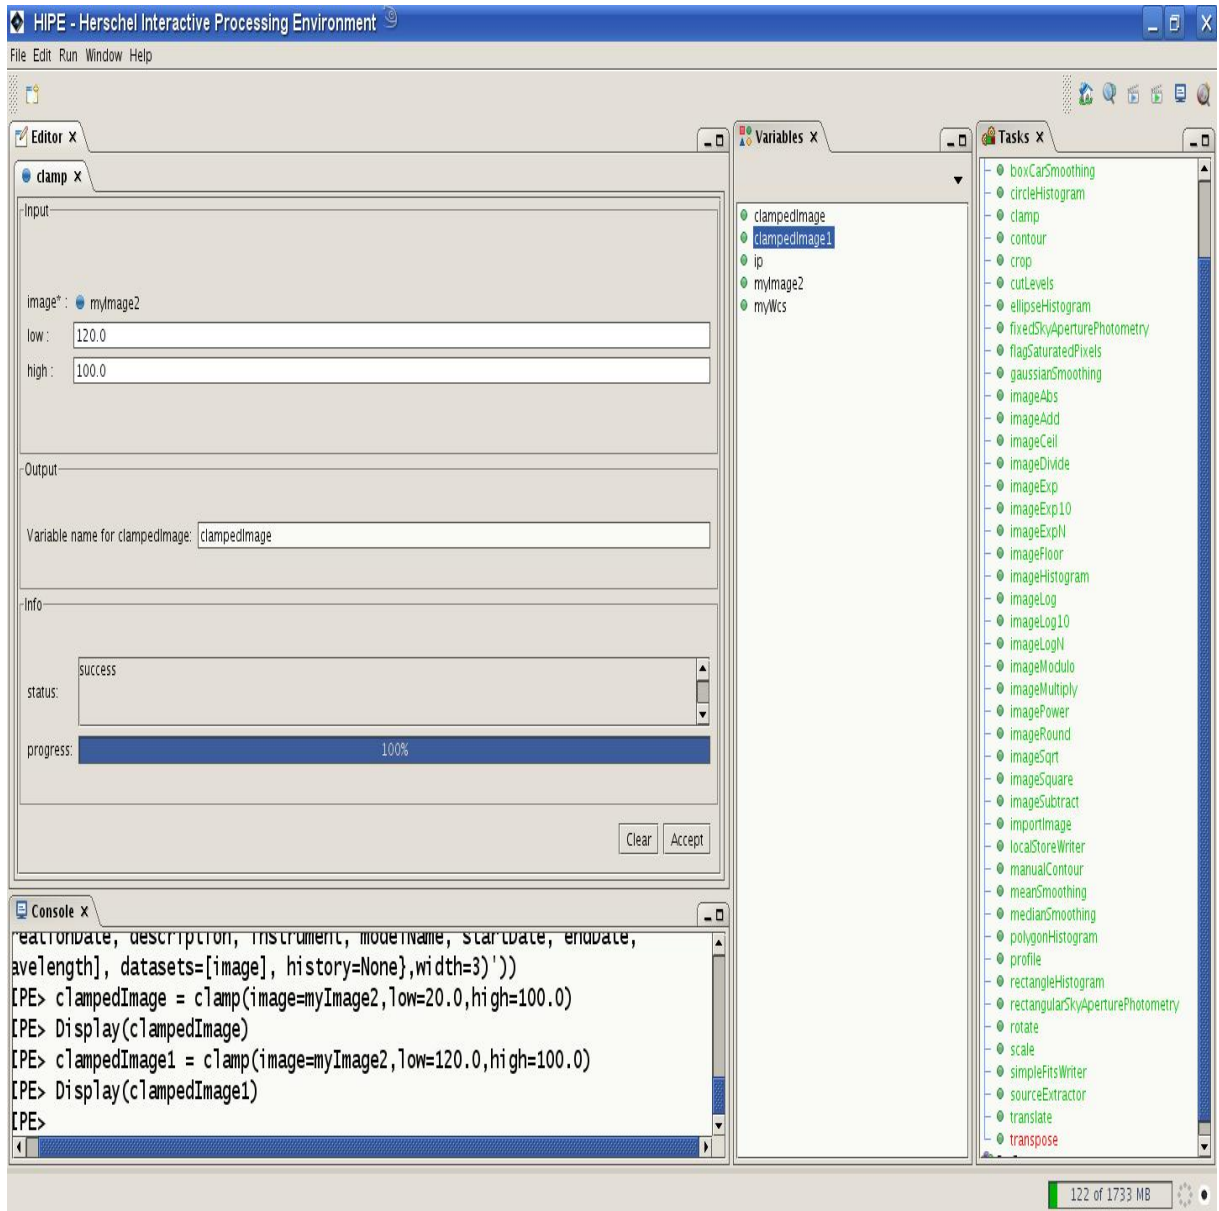 HIPE - Herschel Interactive Processing Environment
File Edit Run Window Help
Editor X
clamp X
Input
image* : myImage2
low : 120.0
high : 100.0
Output
Variable name for clampedImage: clampedImage
Info
status: success
progress: 100%
Clear Accept
Console X
reationDate, description, instrument, modelName, startDate, endDate,
avelength], datasets=[image], history=None},width=3)'))
IPE> clampedImage = clamp(image=myImage2,low=20.0,high=100.0)
IPE> Display(clampedImage)
IPE> clampedImage1 = clamp(image=myImage2,low=120.0,high=100.0)
IPE> Display(clampedImage1)
IPE>
Variables X
clampedImage
clampedImage1
ip
myImage2
myWcs
Tasks X
boxCarSmoothing
circleHistogram
clamp
contour
crop
cutLevels
ellipseHistogram
fixedSkyAperturePhotometry
flagSaturatedPixels
gaussianSmoothing
imageAbs
imageAdd
imageCeil
imageDivide
imageExp
imageExp10
imageExpN
imageFloor
imageHistogram
imageLog
imageLog10
imageLogN
imageModulo
imageMultiply
imagePower
imageRound
imageSqrt
imageSquare
imageSubtract
importImage
localStoreWriter
manualContour
meanSmoothing
medianSmoothing
polygonHistogram
profile
rectangleHistogram
rectangularSkyAperturePhotometry
rotate
scale
simpleFitsWriter
sourceExtractor
translate
transpose
122 of 1733 MB